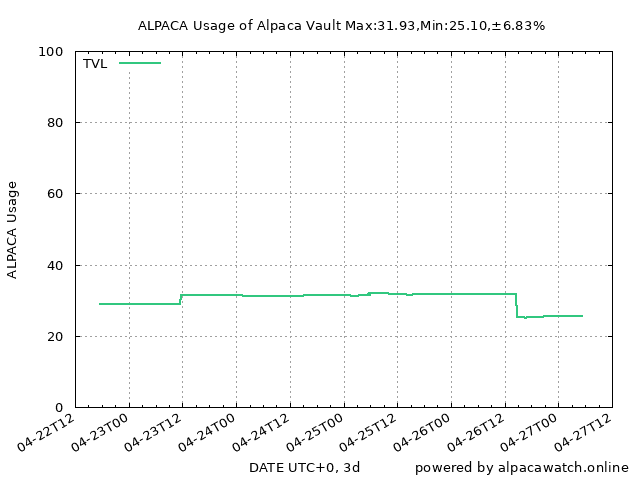 ALPACA Usage of Alpaca Vault Max:31.93,Min:25.10,±6.83%
100
TVL
80
60
ALPACA Usage
40
20
0
04-22T12 04-23T00 04-23T12 04-24T00 04-24T12 04-25T00 04-25T12 04-26T00 04-26T12 04-27T00 04-27T12
DATE UTC+0, 3d powered by alpacawatch.online